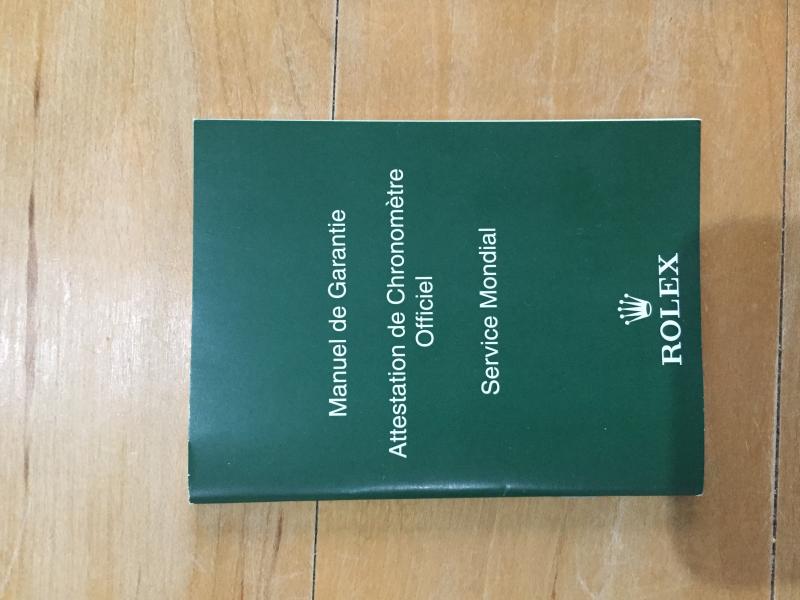 Manuel de Garantie
Attestation de Chronomètre
Officiel
Service Mondial
ROLEX